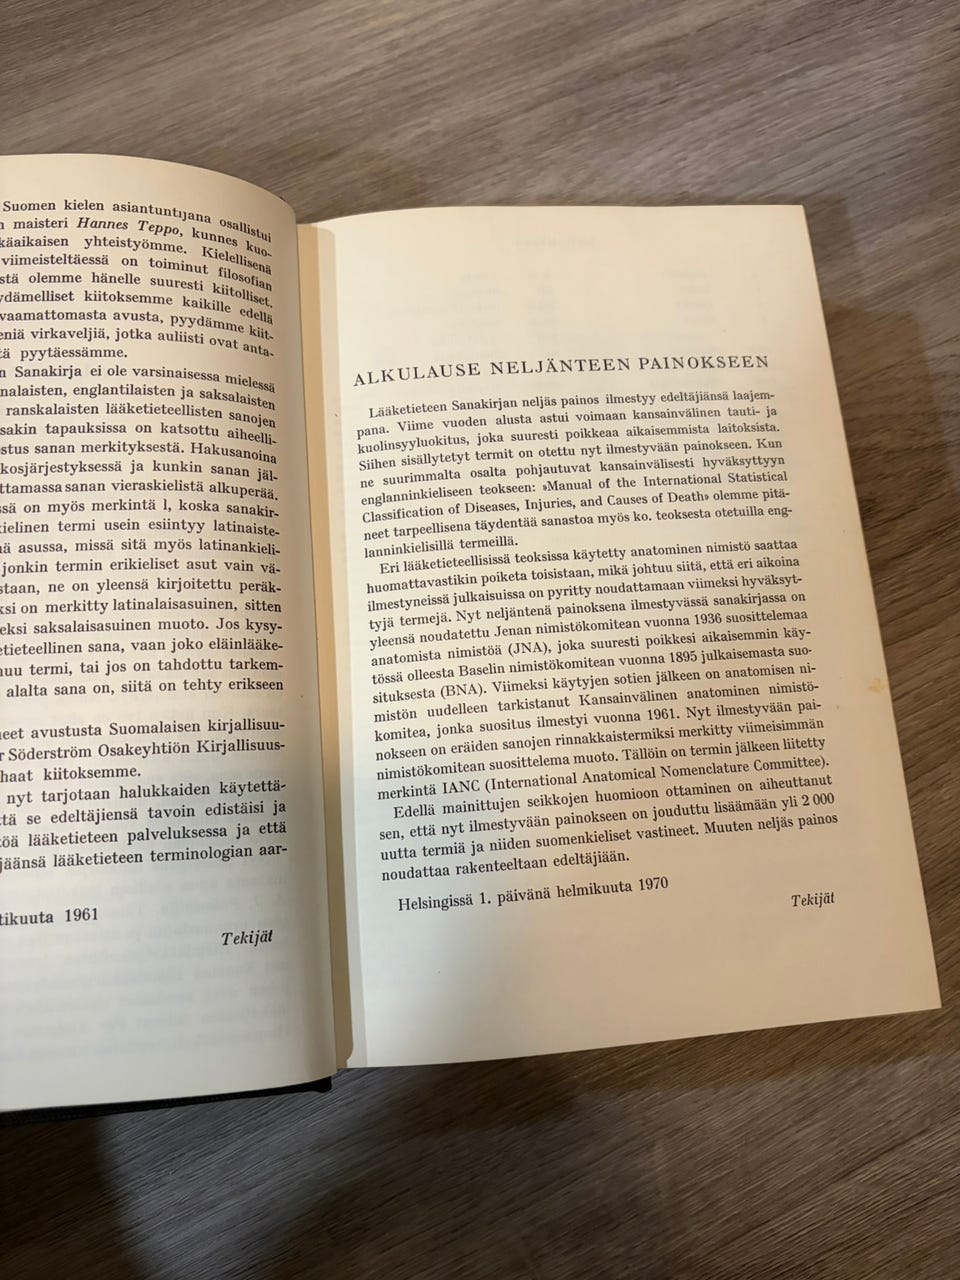 Suomen kielen asiantuntijana osallistui
maisteri Hannes Teppo, kunnes kuo-
käaikaisen yhteistyömme. Kielellisenä
viimeisteltäessä on toiminut filosofian
stä olemme hänelle suuresti kiitolliset.
ydämelliset kiitoksemme kaikille edellä
vaamattomasta avusta, pyydämme kiit-
eniä virkaveljiä, jotka auliisti ovat anta-
tä pyytäessämme.
n Sanakirja ei ole varsinaisessa mielessä
nalaisten, englantilaisten ja saksalaisten
ranskalaisten lääketieteellisten sanojen
sakin tapauksissa on katsottu aiheelli-
ostus sanan merkityksestä. Hakusanoina
kosjärjestyksessä ja kunkin sanan jäl-
ttamassa sanan vieraskielistä alkuperää.
ssä on myös merkintä l, koska sanakir-
kielinen termi usein esiintyy latinaiste-
nä asussa, missä sitä myös latinankieli-
jonkin termin erikieliset asut vain vä-
staan, ne on yleensä kirjoitettu peräk-
ksi on merkitty latinalaisasuinen, sitten
eksi saksalaisasuinen muoto. Jos kysy-
etieteellinen sana, vaan joko eläinlääke-
muu termi, tai jos on tahdottu tarkem-
alalta sana on, siitä on tehty erikseen
neet avustusta Suomalaisen kirjallisuu-
r Söderström Osakeyhtiön Kirjallisuus-
haat kiitoksemme.
nyt tarjotaan halukkaiden käytettä-
ttä se edeltäjiensä tavoin edistäisi ja
töä lääketieteen palveluksessa ja että
jäänsä lääketieteen terminologian aar-
tikuuta 1961
Tekijät
ALKULAUSE NELJÄNTEEN PAINOKSEEN
Lääketieteen Sanakirjan neljäs painos ilmestyy edeltäjiänsä laajem-
pana. Viime vuoden alusta astui voimaan kansainvälinen tauti- ja
kuolinsyyluokitus, joka suuresti poikkeaa aikaisemmista laitoksista.
Siihen sisällytetyt termit on otettu nyt ilmestyvään painokseen. Kun
ne suurimmalta osalta pohjautuvat kansainvälisesti hyväksyttyyn
englanninkieliseen teokseen: »Manual of the International Statistical
Classification of Diseases, Injuries, and Causes of Death» olemme pitä-
neet tarpeellisena täydentää sanastoa myös ko. teoksesta otetuilla eng-
lanninkielisillä termeillä.
Eri lääketieteellisissä teoksissa käytetty anatominen nimistö saattaa
huomattavastikin poiketa toisistaan, mikä johtuu siitä, että eri aikoina
ilmestyneissä julkaisuissa on pyritty noudattamaan viimeksi hyväksyt-
tyjä termejä. Nyt neljäntenä painoksena ilmestyvässä sanakirjassa on
yleensä noudatettu Jenan nimistökomitean vuonna 1936 suosittelemaa
anatomista nimistöä (JNA), joka suuresti poikkesi aikaisemmin käy-
tössä olleesta Baselin nimistökomitean vuonna 1895 julkaisemasta suo-
situksesta (BNA). Viimeksi käytyjen sotien jälkeen on anatomisen ni-
mistön uudelleen tarkistanut Kansainvälinen anatominen nimistö-
komitea, jonka suositus ilmestyi vuonna 1961. Nyt ilmestyvään pai-
nokseen on eräiden sanojen rinnakkaistermiksi merkitty viimeisimmän
nimistökomitean suosittelema muoto. Tällöin on termin jälkeen liitetty
merkintä IANC (International Anatomical Nomenclature Committee).
Edellä mainittujen seikkojen huomioon ottaminen on aiheuttanut
sen, että nyt ilmestyvään painokseen on jouduttu lisäämään yli 2 000
uutta termiä ja niiden suomenkieliset vastineet. Muuten neljäs painos
noudattaa rakenteeltaan edeltäjiään.
Helsingissä 1. päivänä helmikuuta 1970
Tekijät